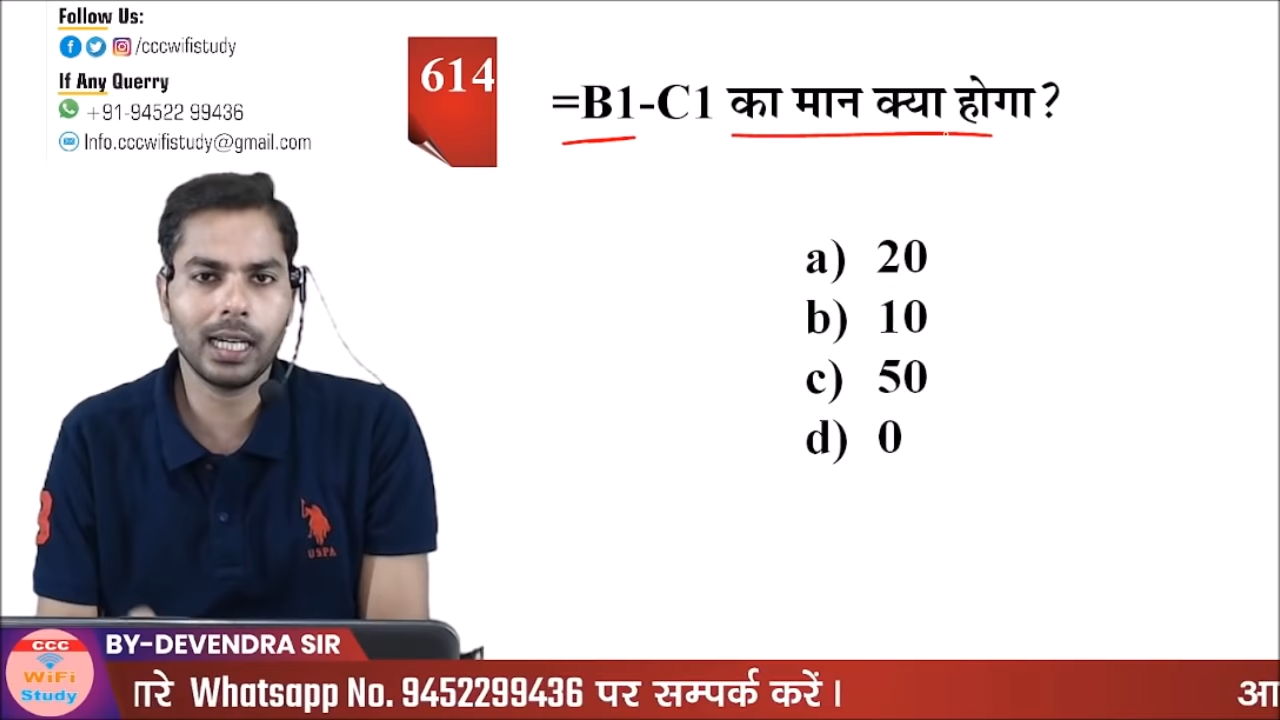 Follow Us:
/cccwifistudy
If Any Querry
+91-94522 99436
Info.cccwifistudy@gmail.com
614
=B1-C1 का मान क्या होगा?
a) 20
b) 10
c) 50
d) 0
3
USPA
CCC
WiFi
Study
BY-DEVENDRA SIR
Whatsapp No. 9452299436 पर सम्पर्क करें।